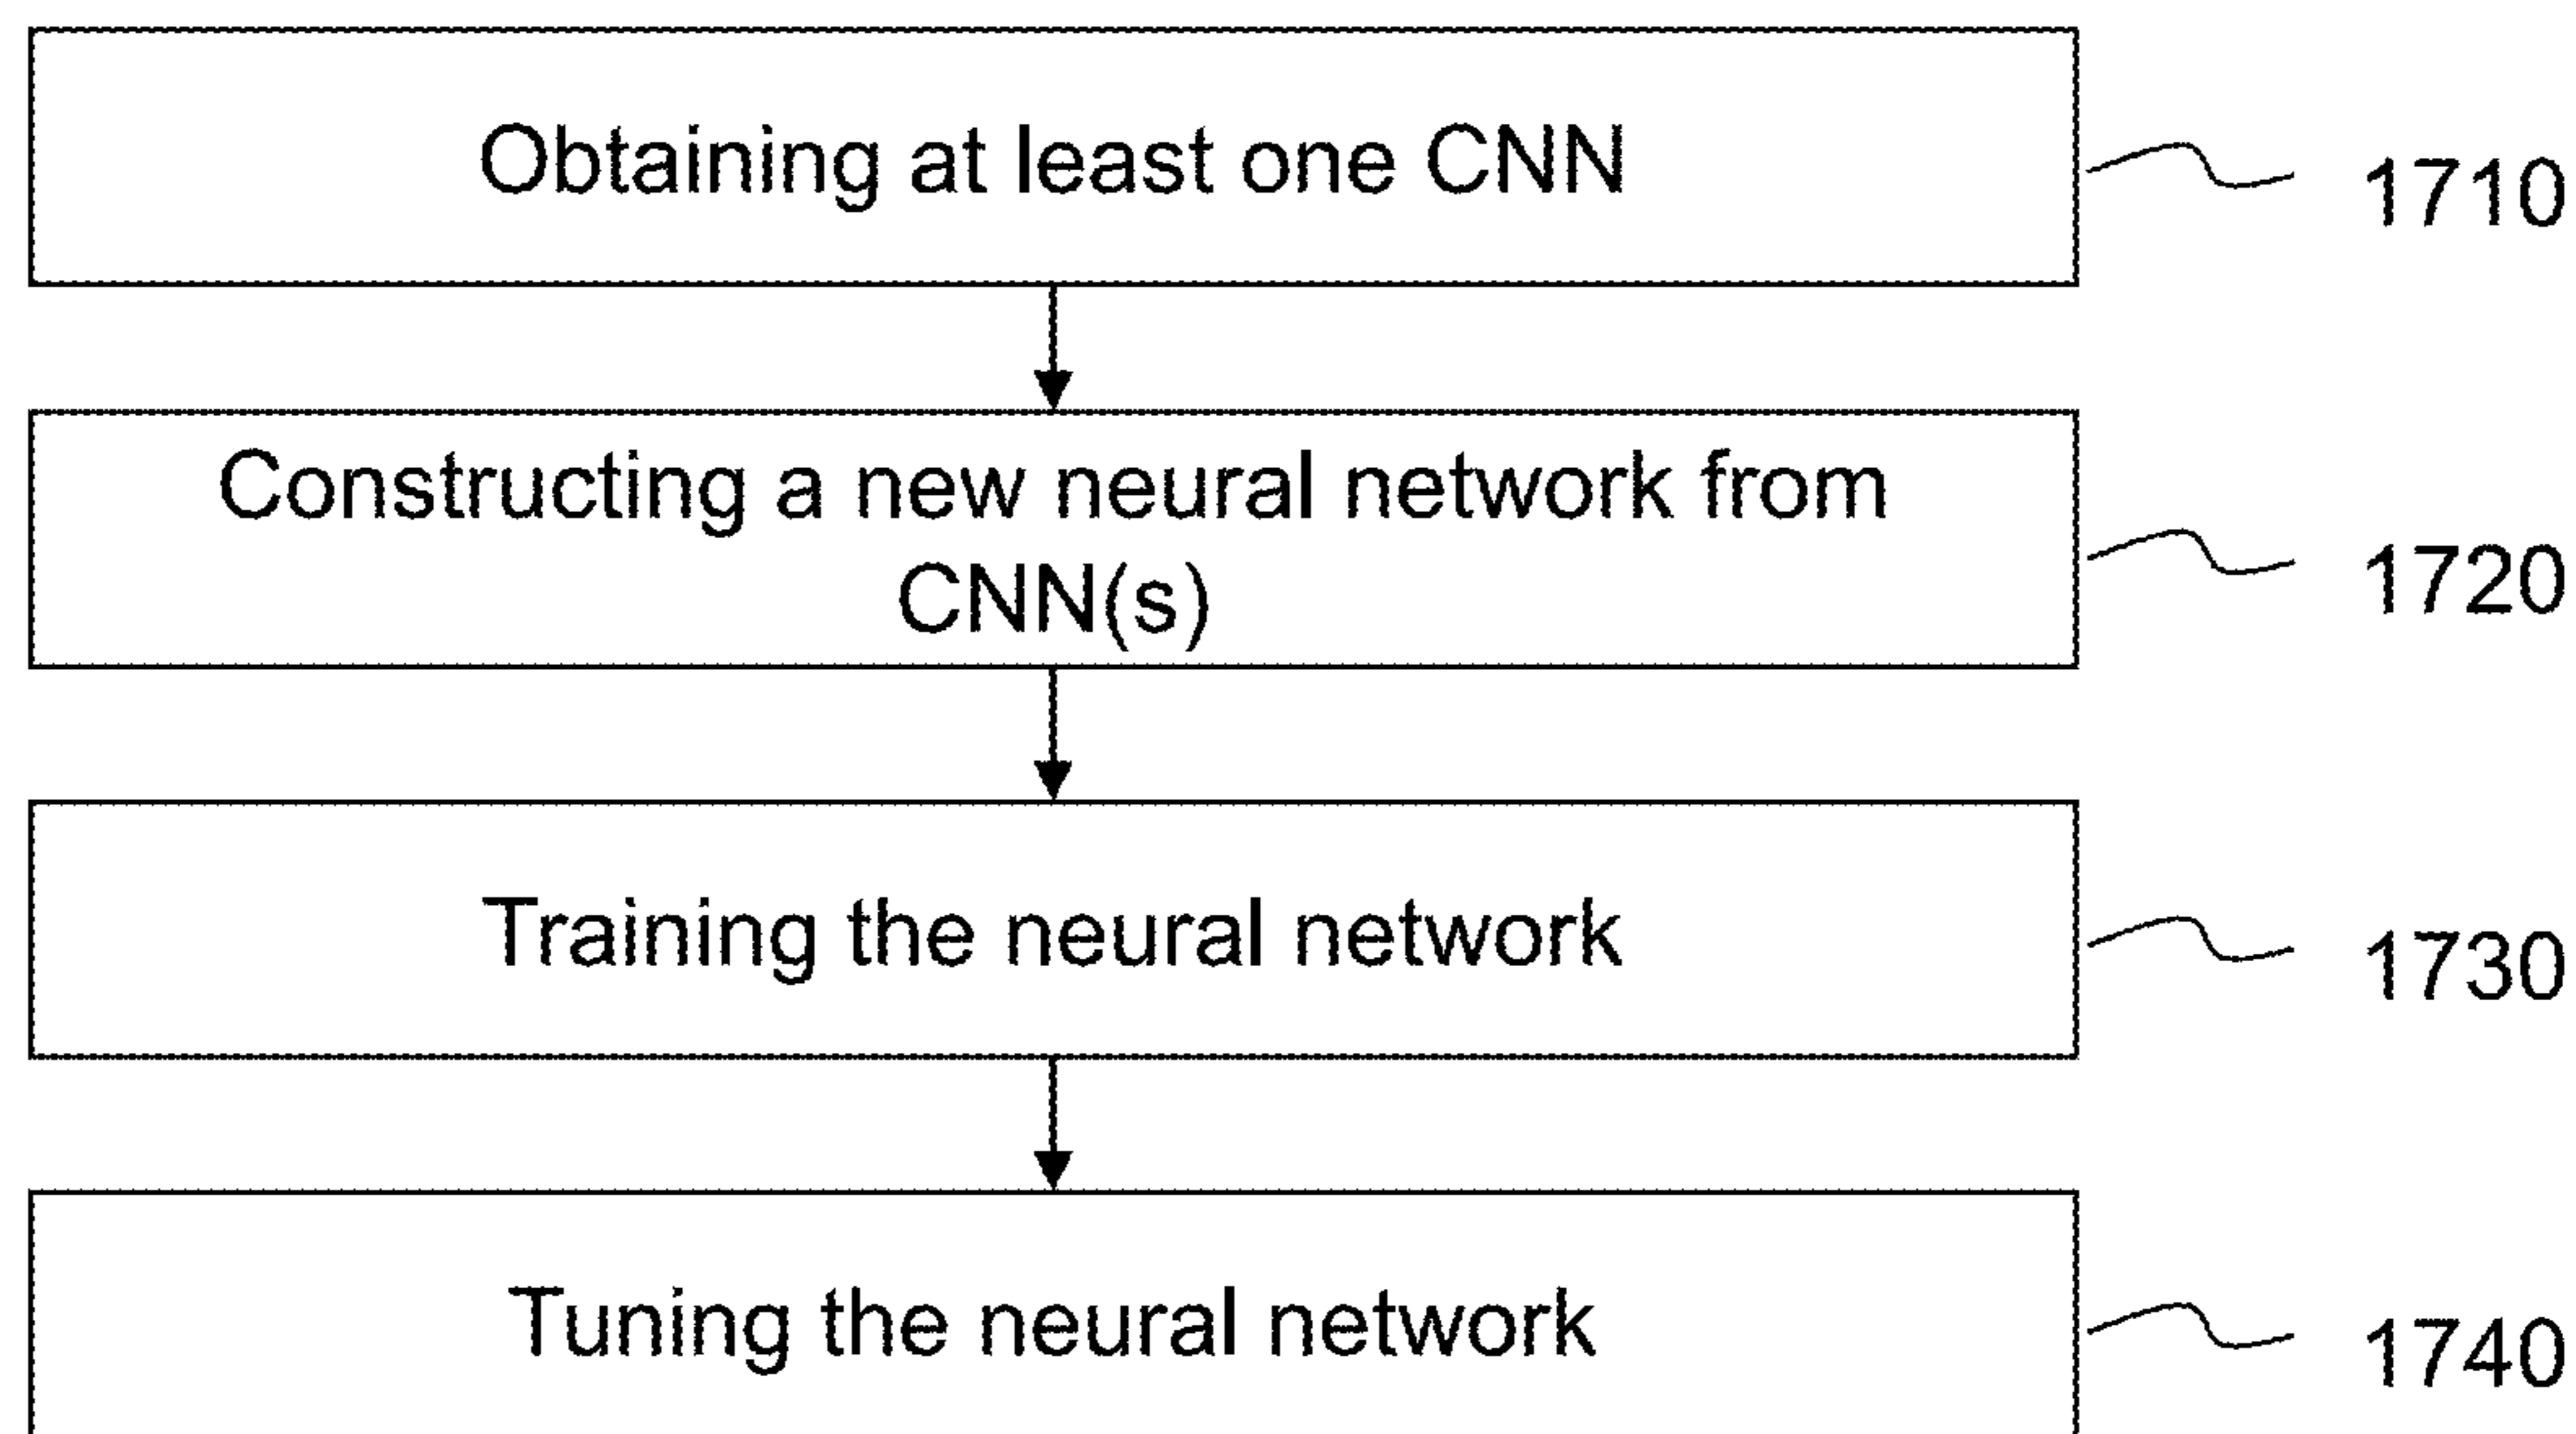 Obtaining at least one CNN
1710
Constructing a new neural network from
CNN(s)
1720
Training the neural network
1730
Tuning the neural network
1740